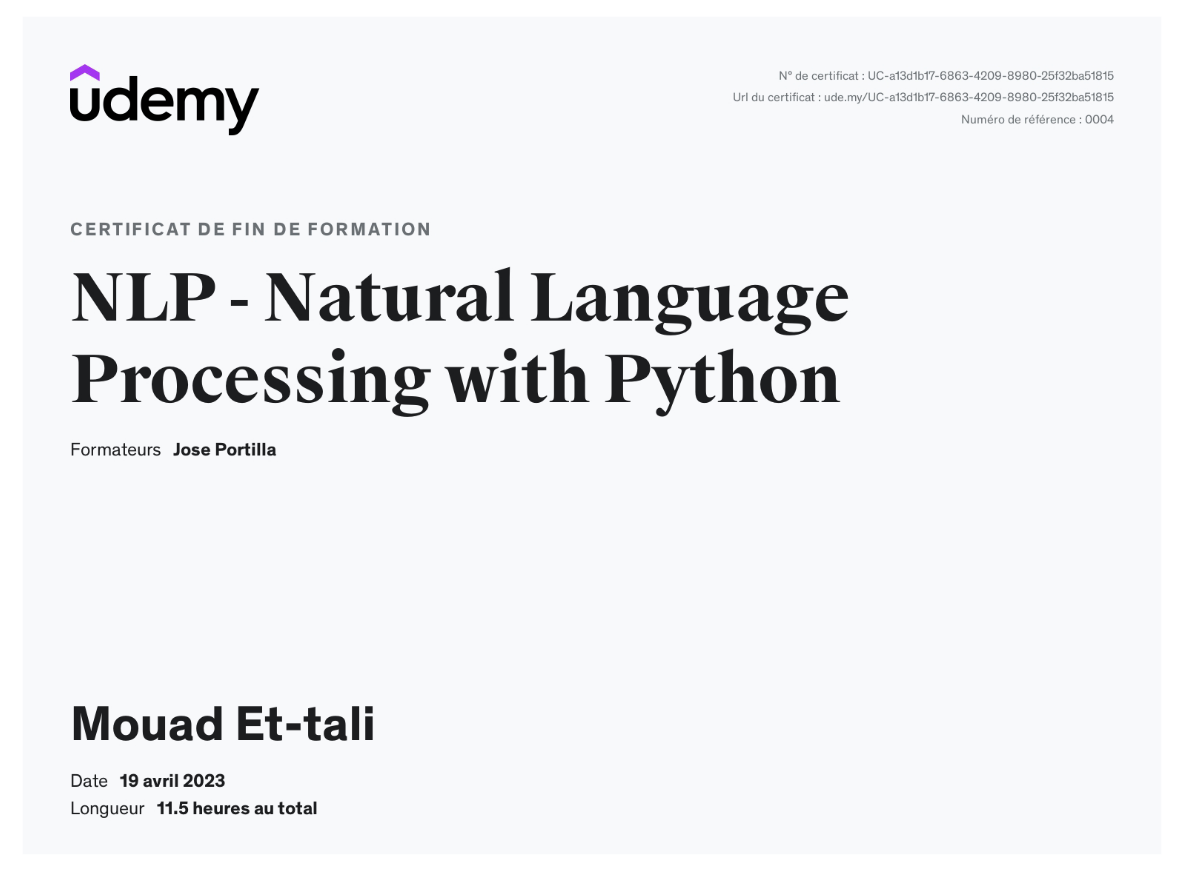 udemy
N° de certificat : UC-a13d1b17-6863-4209-8980-25f32ba51815
Url du certificat : ude.my/UC-a13d1b17-6863-4209-8980-25f32ba51815
Numéro de référence : 0004
CERTIFICAT DE FIN DE FORMATION
NLP - Natural Language
Processing with Python
Formateurs Jose Portilla
Mouad Et-tali
Date 19 avril 2023
Longueur 11.5 heures au total